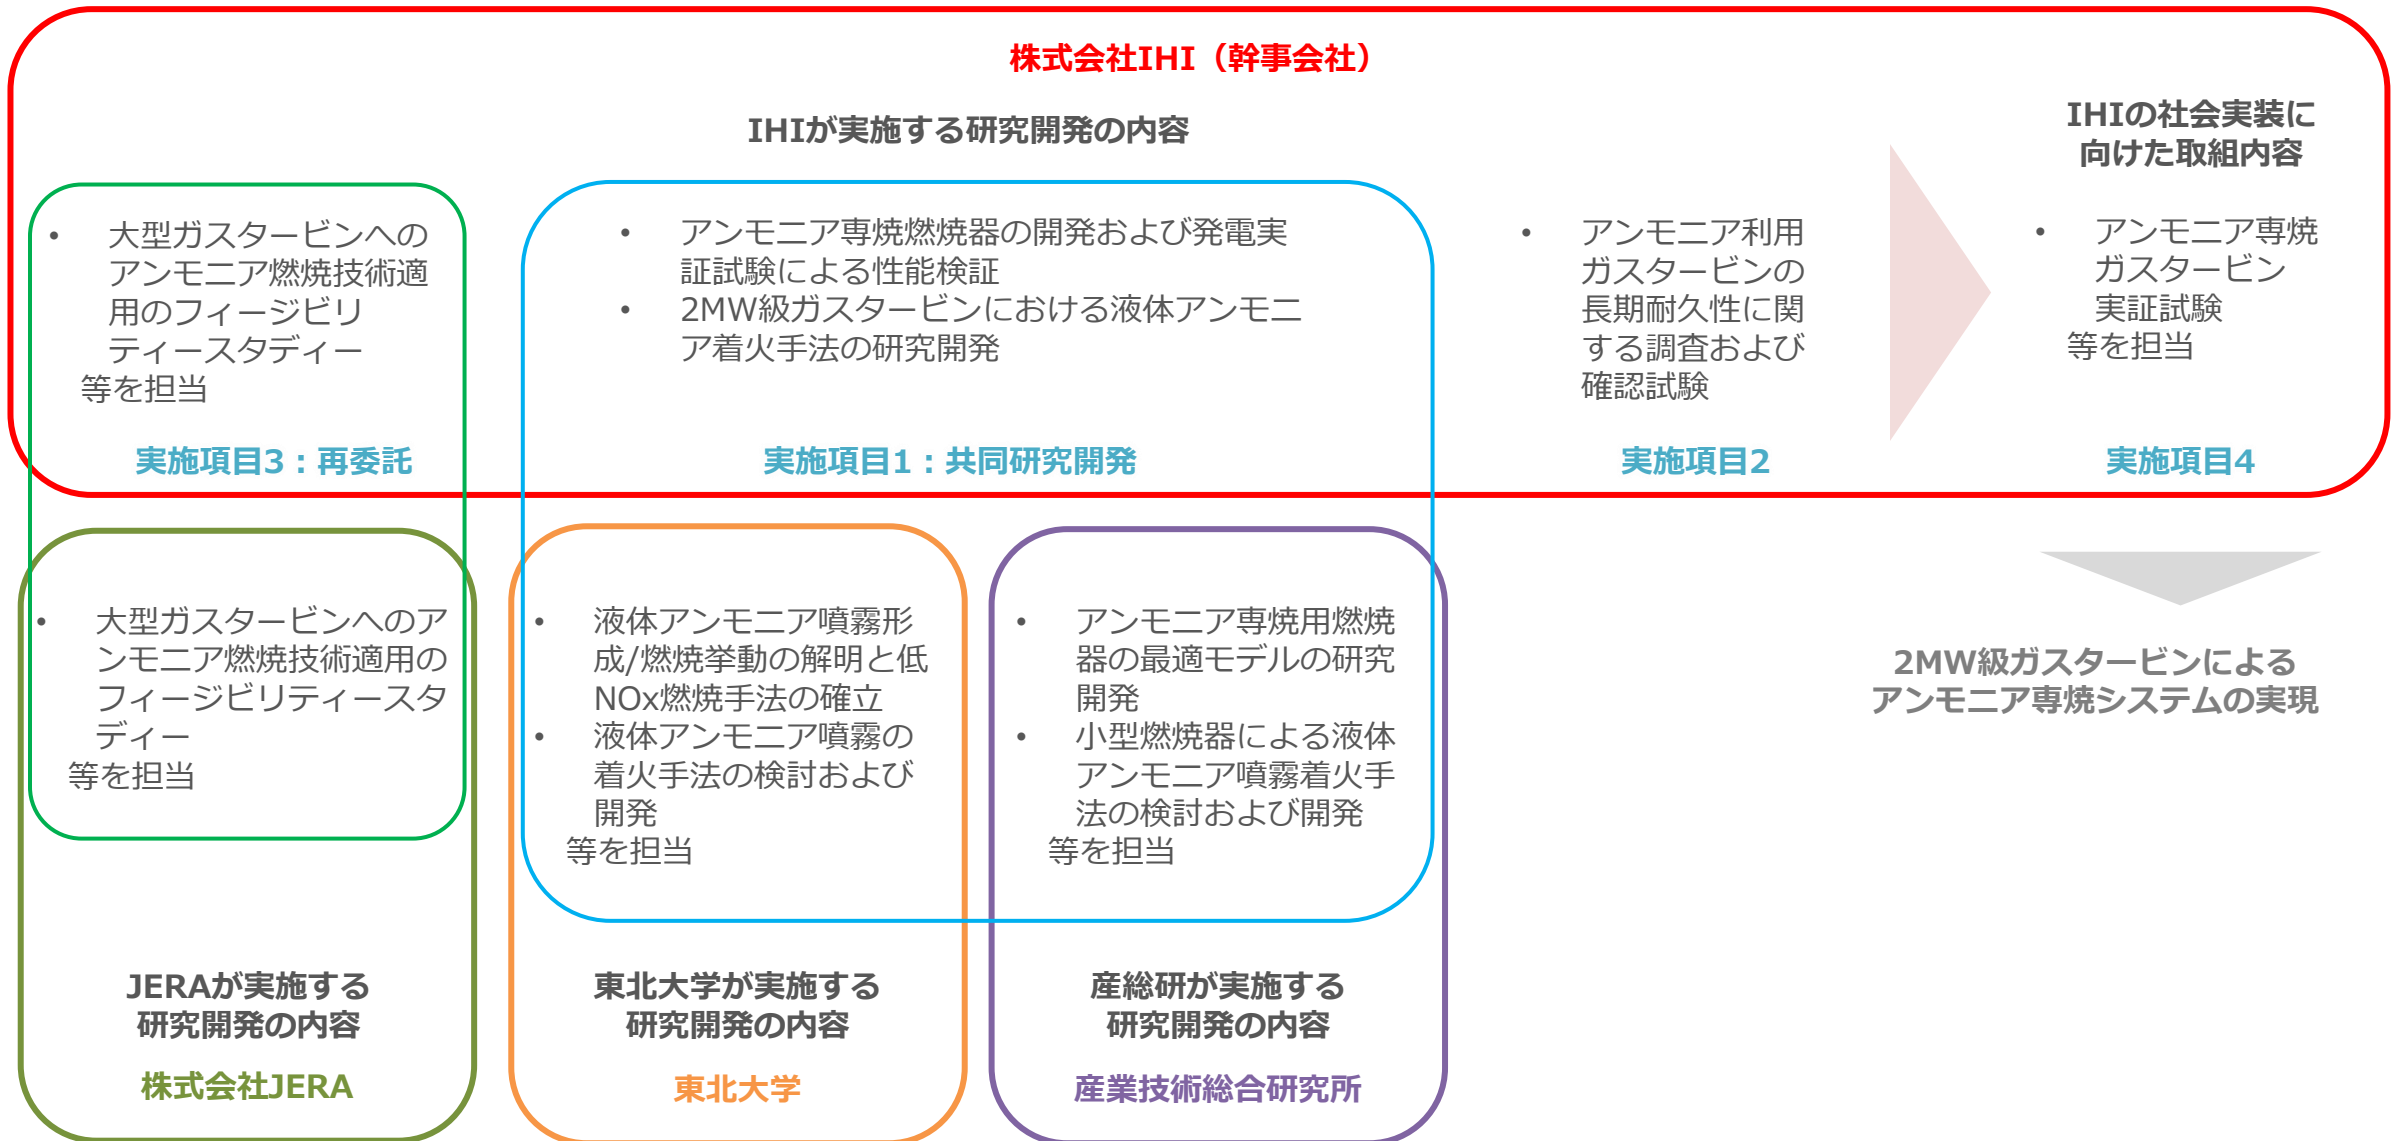 株式会社IHI（幹事会社）
IHIが実施する研究開発の内容
IHIの社会実装に
向けた取組内容
• 大型ガスタービンへの
アンモニア燃焼技術適
用のフィージビリ
ティースタディー
等を担当
実施項目3：再委託
• アンモニア専焼燃焼器の開発および発電実
証試験による性能検証
• 2MW級ガスタービンにおける液体アンモニ
ア着火手法の研究開発
実施項目1：共同研究開発
• アンモニア利用
ガスタービンの
長期耐久性に関
する調査および
確認試験
実施項目2
• アンモニア専焼
ガスタービン
実証試験
等を担当
実施項目4
• 大型ガスタービンへのア
ンモニア燃焼技術適用の
フィージビリティースタ
ディー
等を担当
JERAが実施する
研究開発の内容
株式会社JERA
• 液体アンモニア噴霧形
成/燃焼挙動の解明と低
NOx燃焼手法の確立
• 液体アンモニア噴霧の
着火手法の検討および
開発
等を担当
東北大学が実施する
研究開発の内容
東北大学
• アンモニア専焼用燃焼
器の最適モデルの研究
開発
• 小型燃焼器による液体
アンモニア噴霧着火手
法の検討および開発
等を担当
産総研が実施する
研究開発の内容
産業技術総合研究所
2MW級ガスタービンによる
アンモニア専焼システムの実現